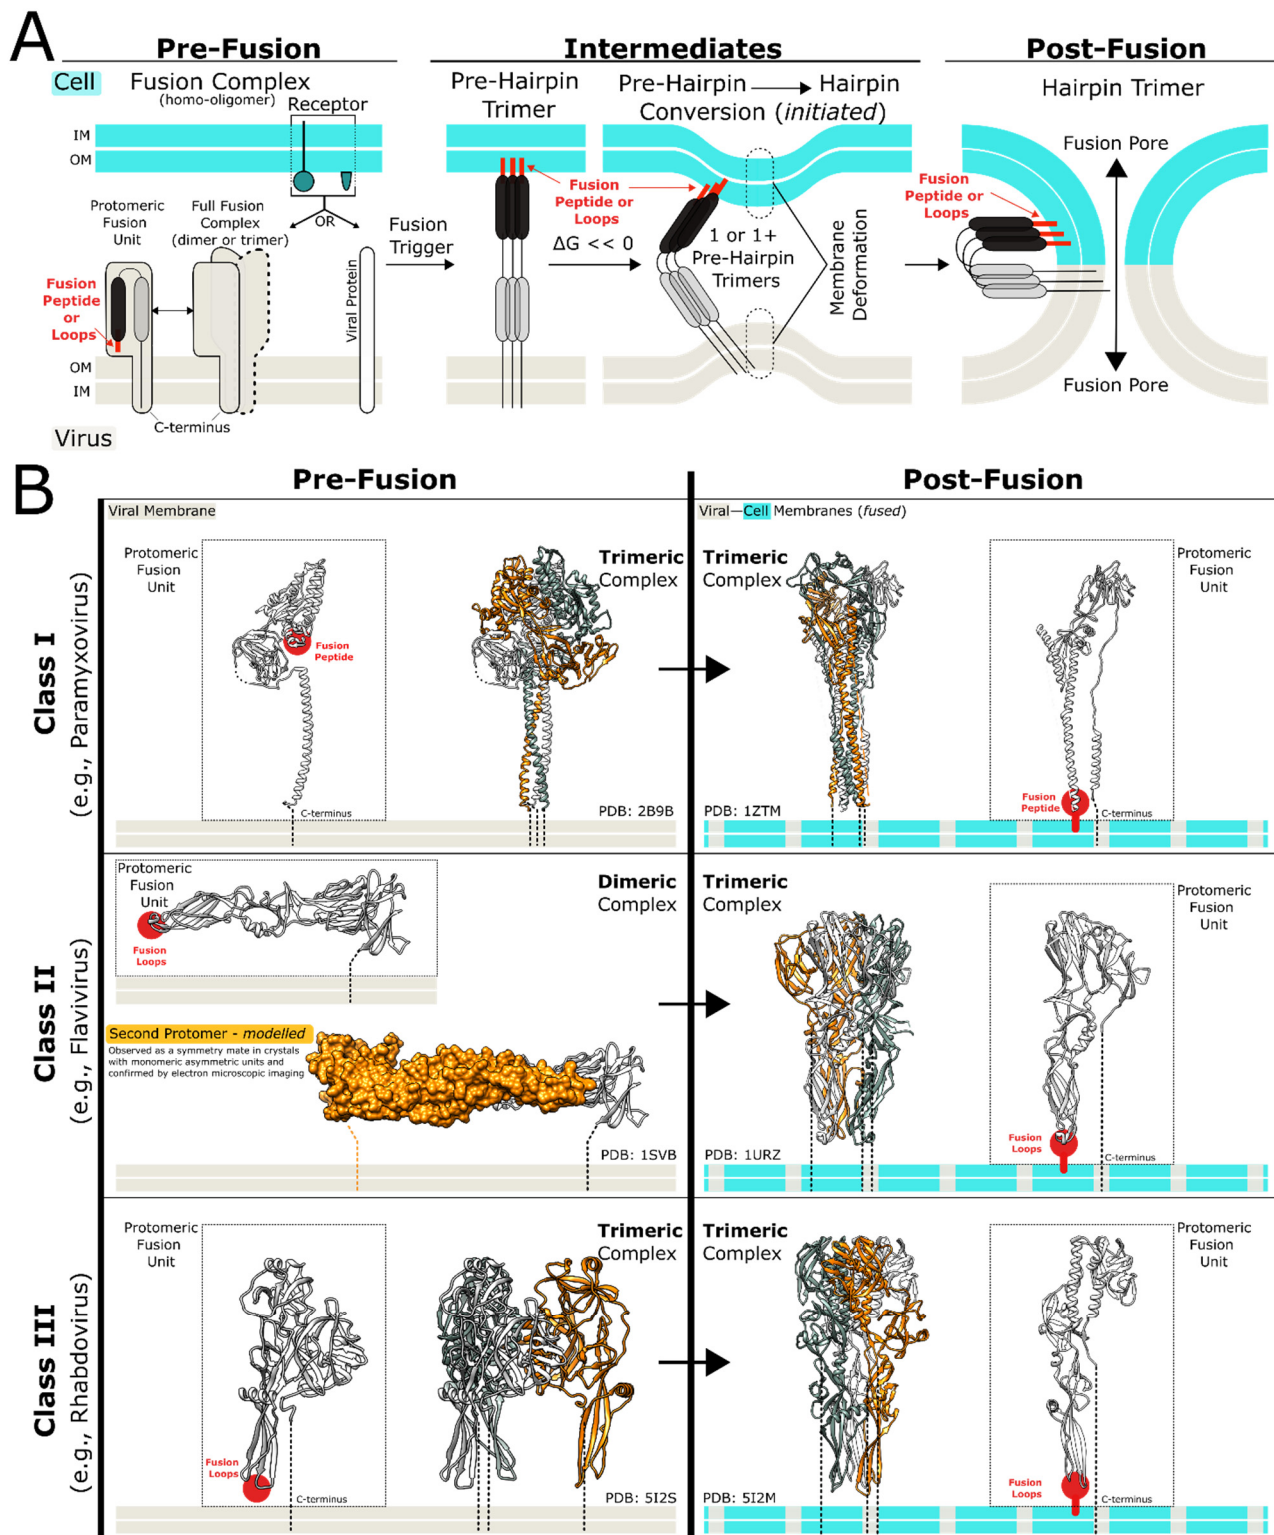 A
Pre-Fusion
Intermediates
Post-Fusion
Cell
Fusion Complex
(homo-oligomer)
Receptor
Pre-Hairpin
Trimer
Pre-Hairpin
Hairpin
Conversion (initiated)
Hairpin Trimer
IM
OM
Fusion Pore
Fusion
Peptide or
Loops
Fusion
Peptide or
Loops
Protomeric
Fusion
Unit
Full Fusion
Complex
(dimer or trimer)
OR
Fusion
Trigger
ΔG << 0
1 or 1+
Pre-Hairpin
Trimers
Membrane
Deformation
Fusion
Peptide
or
Loops
Viral Protein
OM
IM
C-terminus
Fusion Pore
Virus
B
Pre-Fusion
Post-Fusion
Class I
(e.g., Paramyxovirus)
Viral Membrane
Protomeric
Fusion
Unit
Fusion
Peptide
C-terminus
Trimeric
Complex
PDB: 2B9B
Viral—Cell Membranes (fused)
Trimeric
Complex
PDB: 1ZTM
Protomeric
Fusion
Unit
Fusion
Peptide
C-terminus
Class II
(e.g., Flavivirus)
Protomeric
Fusion
Unit
Fusion
Loops
Dimeric
Complex
Second Protomer - modelled
Observed as a symmetry mate in crystals
with monomeric asymmetric units and
confirmed by electron microscopic imaging
PDB: 1SVB
Trimeric
Complex
PDB: 1URZ
Protomeric
Fusion
Unit
Fusion
Loops
C-terminus
Class III
(e.g., Rhabdovirus)
Protomeric
Fusion
Unit
Fusion
Loops
C-terminus
Trimeric
Complex
PDB: 5I2S
Trimeric
Complex
PDB: 5I2M
Protomeric
Fusion
Unit
Fusion
Loops
C-terminus